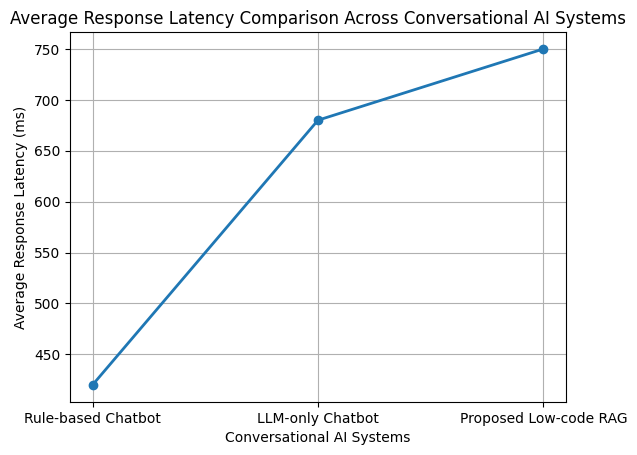 Average Response Latency Comparison Across Conversational AI Systems
Average Response Latency (ms)
750
700
650
600
550
500
450
Rule-based Chatbot
LLM-only Chatbot
Proposed Low-code RAG
Conversational AI Systems